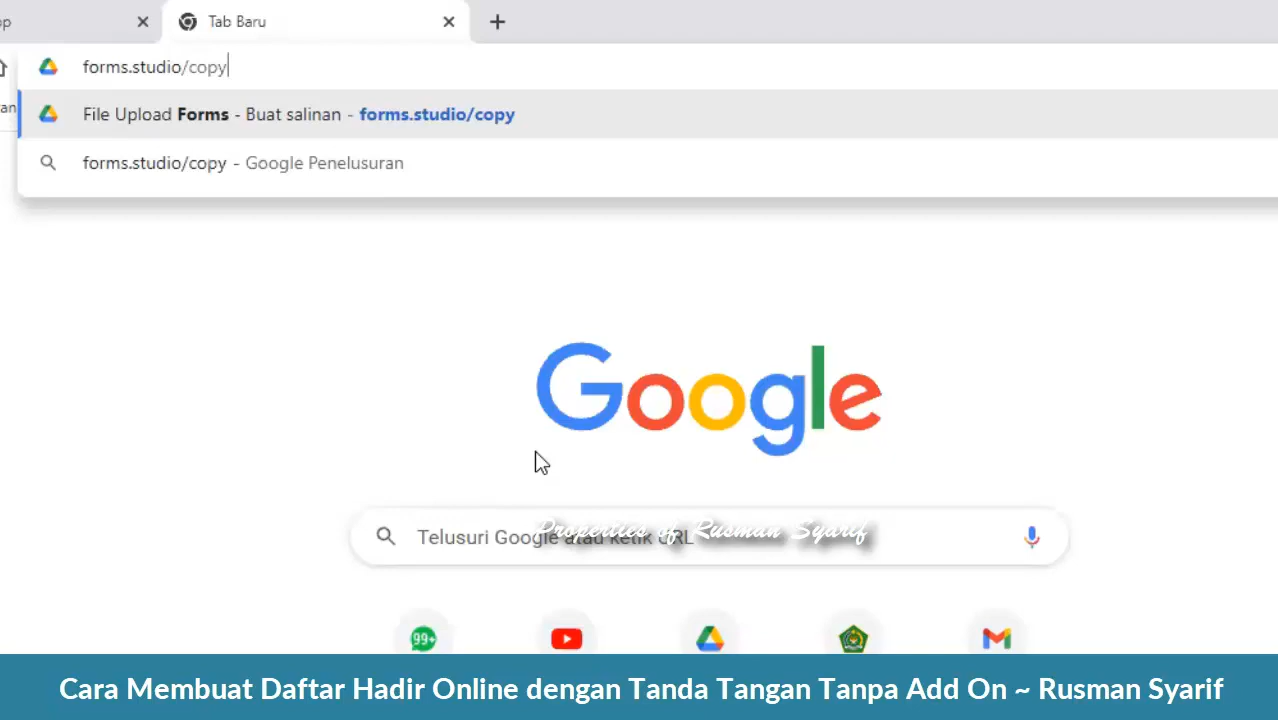 op
Tab Baru
forms.studio/copy
an
File Upload Forms - Buat salinan - forms.studio/copy
forms.studio/copy - Google Penelusuran
Google
Telusuri Google atau ketik URL
Properties of Rusman Syarif
99+
Cara Membuat Daftar Hadir Online dengan Tanda Tangan Tanpa Add On ~ Rusman Syarif